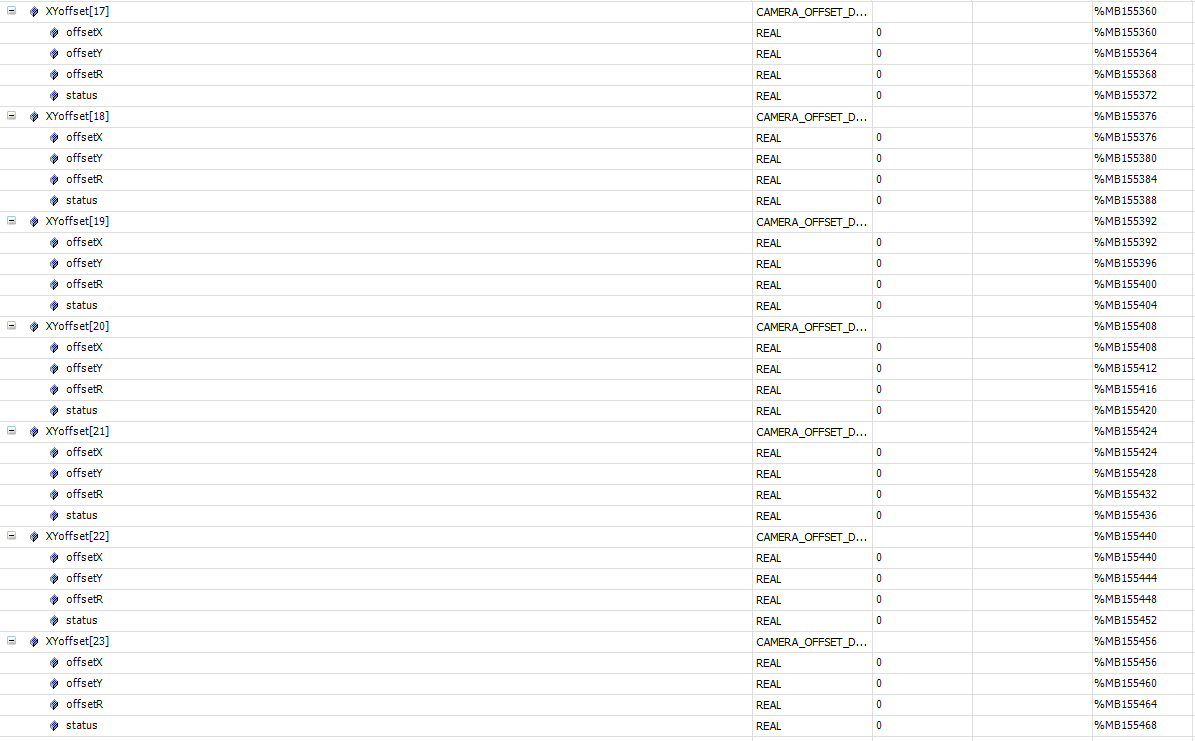 XYoffset[17] CAMERA_OFFSET_D... %MB155360
offsetX REAL 0 %MB155360
offsetY REAL 0 %MB155364
offsetR REAL 0 %MB155368
status REAL 0 %MB155372
XYoffset[18] CAMERA_OFFSET_D... %MB155376
offsetX REAL 0 %MB155376
offsetY REAL 0 %MB155380
offsetR REAL 0 %MB155384
status REAL 0 %MB155388
XYoffset[19] CAMERA_OFFSET_D... %MB155392
offsetX REAL 0 %MB155392
offsetY REAL 0 %MB155396
offsetR REAL 0 %MB155400
status REAL 0 %MB155404
XYoffset[20] CAMERA_OFFSET_D... %MB155408
offsetX REAL 0 %MB155408
offsetY REAL 0 %MB155412
offsetR REAL 0 %MB155416
status REAL 0 %MB155420
XYoffset[21] CAMERA_OFFSET_D... %MB155424
offsetX REAL 0 %MB155424
offsetY REAL 0 %MB155428
offsetR REAL 0 %MB155432
status REAL 0 %MB155436
XYoffset[22] CAMERA_OFFSET_D... %MB155440
offsetX REAL 0 %MB155440
offsetY REAL 0 %MB155444
offsetR REAL 0 %MB155448
status REAL 0 %MB155452
XYoffset[23] CAMERA_OFFSET_D... %MB155456
offsetX REAL 0 %MB155456
offsetY REAL 0 %MB155460
offsetR REAL 0 %MB155464
status REAL 0 %MB155468